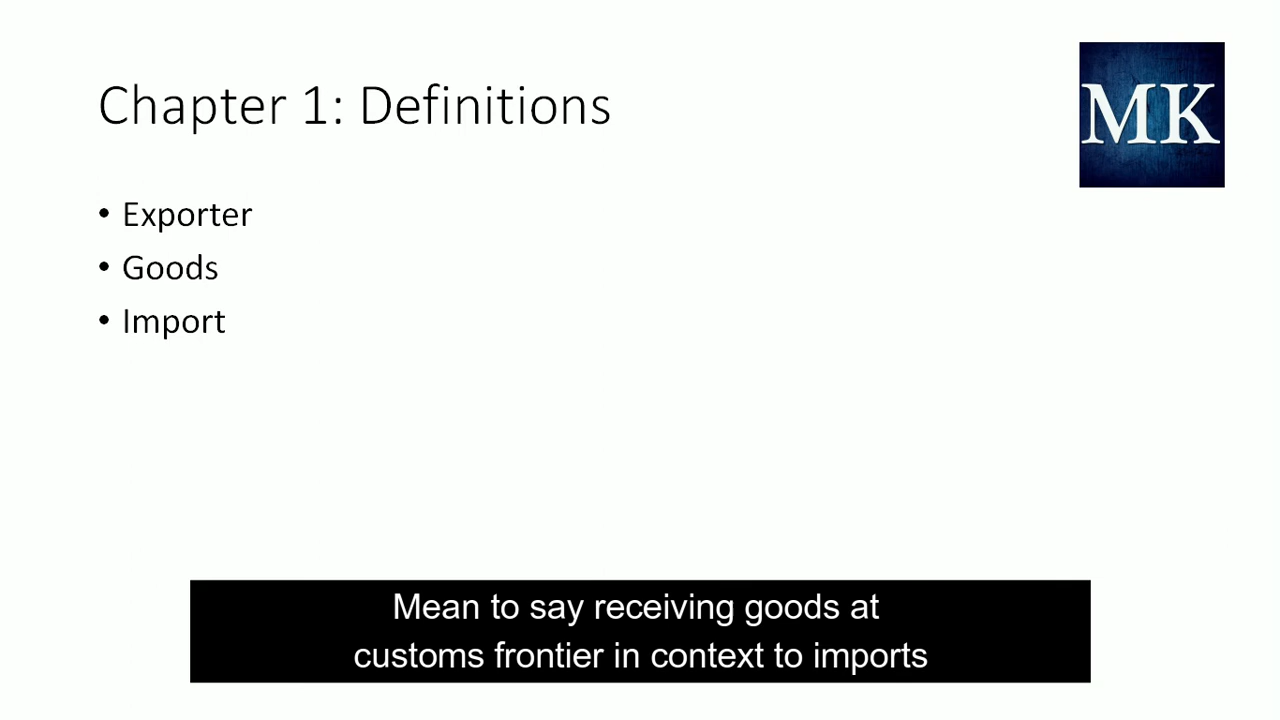 Chapter 1: Definitions
MK
• Exporter
• Goods
• Import
Mean to say receiving goods at
customs frontier in context to imports